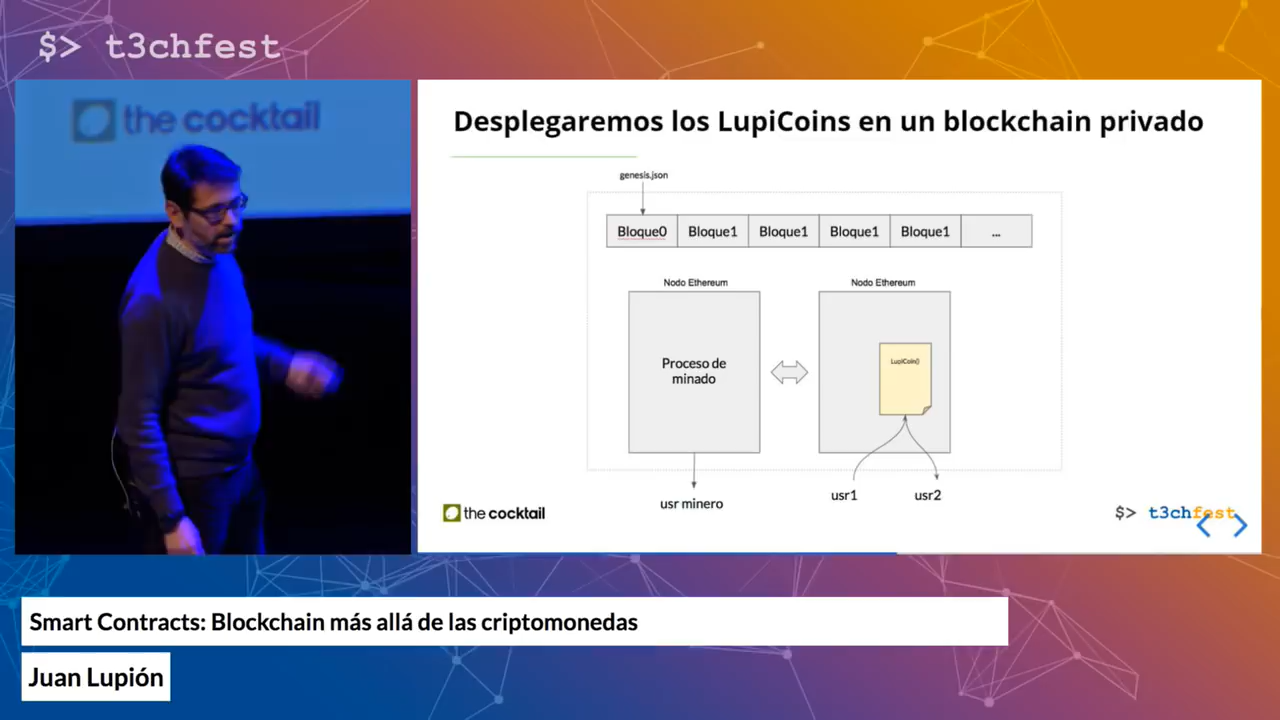 $> t3chfest
the cocktail
Desplegaremos los LupiCoins en un blockchain privado
genesis.json
Bloque0 Bloque1 Bloque1 Bloque1 Bloque1 ...
Nodo Ethereum Nodo Ethereum
Proceso de
minado
LupiCoin()
usr minero
usr1 usr2
the cocktail
$> t3chfest
Smart Contracts: Blockchain más allá de las criptomonedas
Juan Lupión